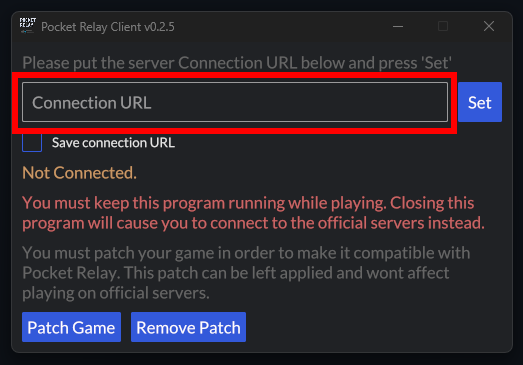 POCKET
RELAY
Pocket Relay Client v0.2.5
Please put the server Connection URL below and press 'Set'
Connection URL
Set
Save connection URL
Not Connected.
You must keep this program running while playing. Closing this
program will cause you to connect to the official servers instead.
You must patch your game in order to make it compatible with
Pocket Relay. This patch can be left applied and wont affect
playing on official servers.
Patch Game
Remove Patch